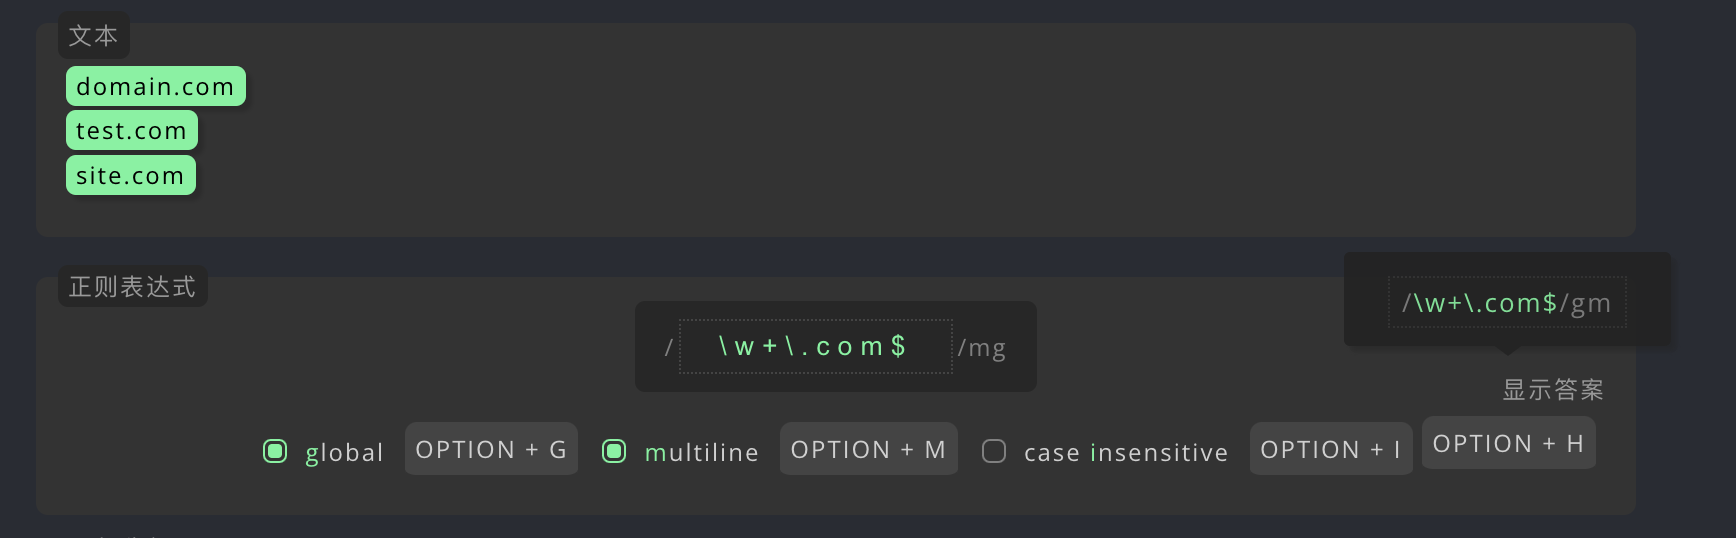 文本
domain.com
test.com
site.com
正则表达式
/\w+\.com$/gm
/\w+\.com$/mg
显示答案
global OPTION + G multiline OPTION + M case insensitive OPTION + I OPTION + H